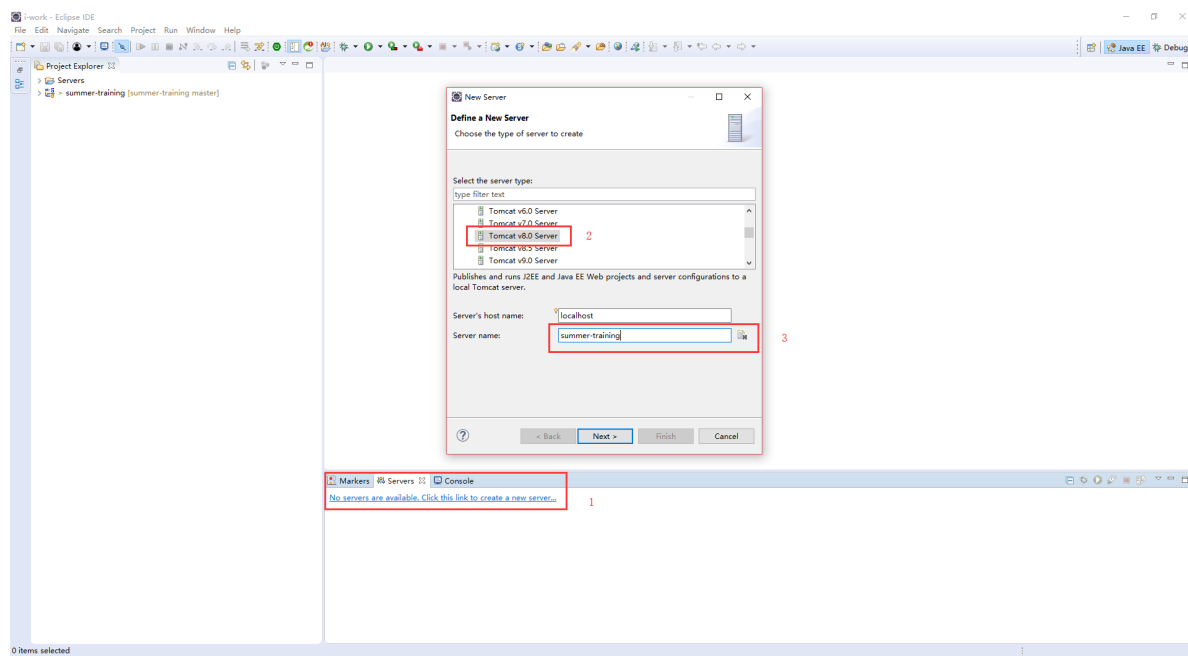 i-work - Eclipse IDE
File Edit Navigate Search Project Run Window Help
Java EE Debug
Project Explorer
Servers
> summer-training [summer-training master]
New Server
Define a New Server
Choose the type of server to create
Select the server type:
type filter text
Tomcat v6.0 Server
Tomcat v7.0 Server
Tomcat v8.0 Server
2
Tomcat v8.5 Server
Tomcat v9.0 Server
Publishes and runs J2EE and Java EE Web projects and server configurations to a
local Tomcat server.
Server's host name: localhost
Server name: summer-training
3
< Back Next > Finish Cancel
Markers Servers Console
No servers are available. Click this link to create a new server...
1
0 items selected